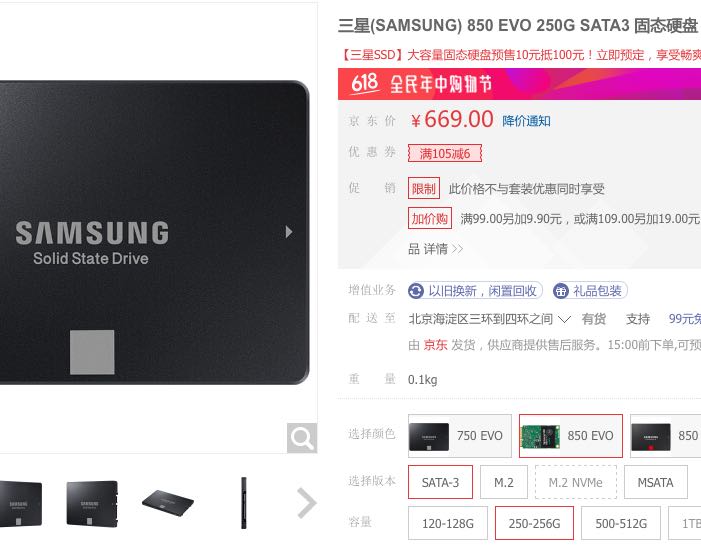 三星(SAMSUNG) 850 EVO 250G SATA3 固态硬盘
【三星SSD】大容量固态硬盘预售10元抵100元！立即预定，享受畅爽
618 全民年中购物节
京东价 ￥669.00 降价通知
优惠券 满105减6
促销 限制 此价格不与套装优惠同时享受
加价购 满99.00另加9.90元，或满109.00另加19.00元
品 详情 >>
增值业务 以旧换新，闲置回收 礼品包装
配送至 北京海淀区三环到四环之间 有货 支持 99元免
由 京东 发货，供应商提供售后服务。15:00前下单,可预
重量 0.1kg
选择颜色 750 EVO 850 EVO 850
选择版本 SATA-3 M.2 M.2 NVMe MSATA
容量 120-128G 250-256G 500-512G 1TB
SAMSUNG
Solid State Drive
SAMSUNG
SAMSUNG